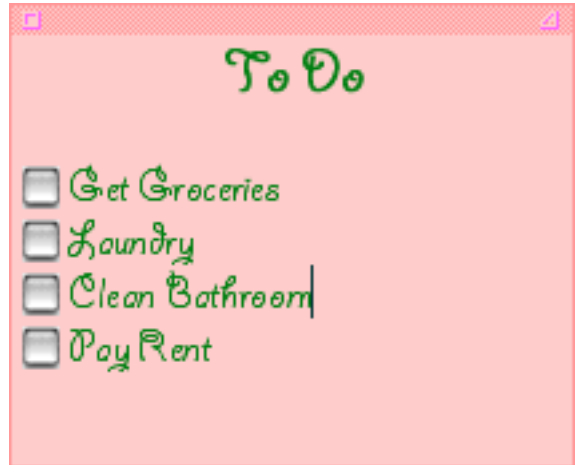 To Do
Get Groceries
Laundry
Clean Bathroom
Pay Rent